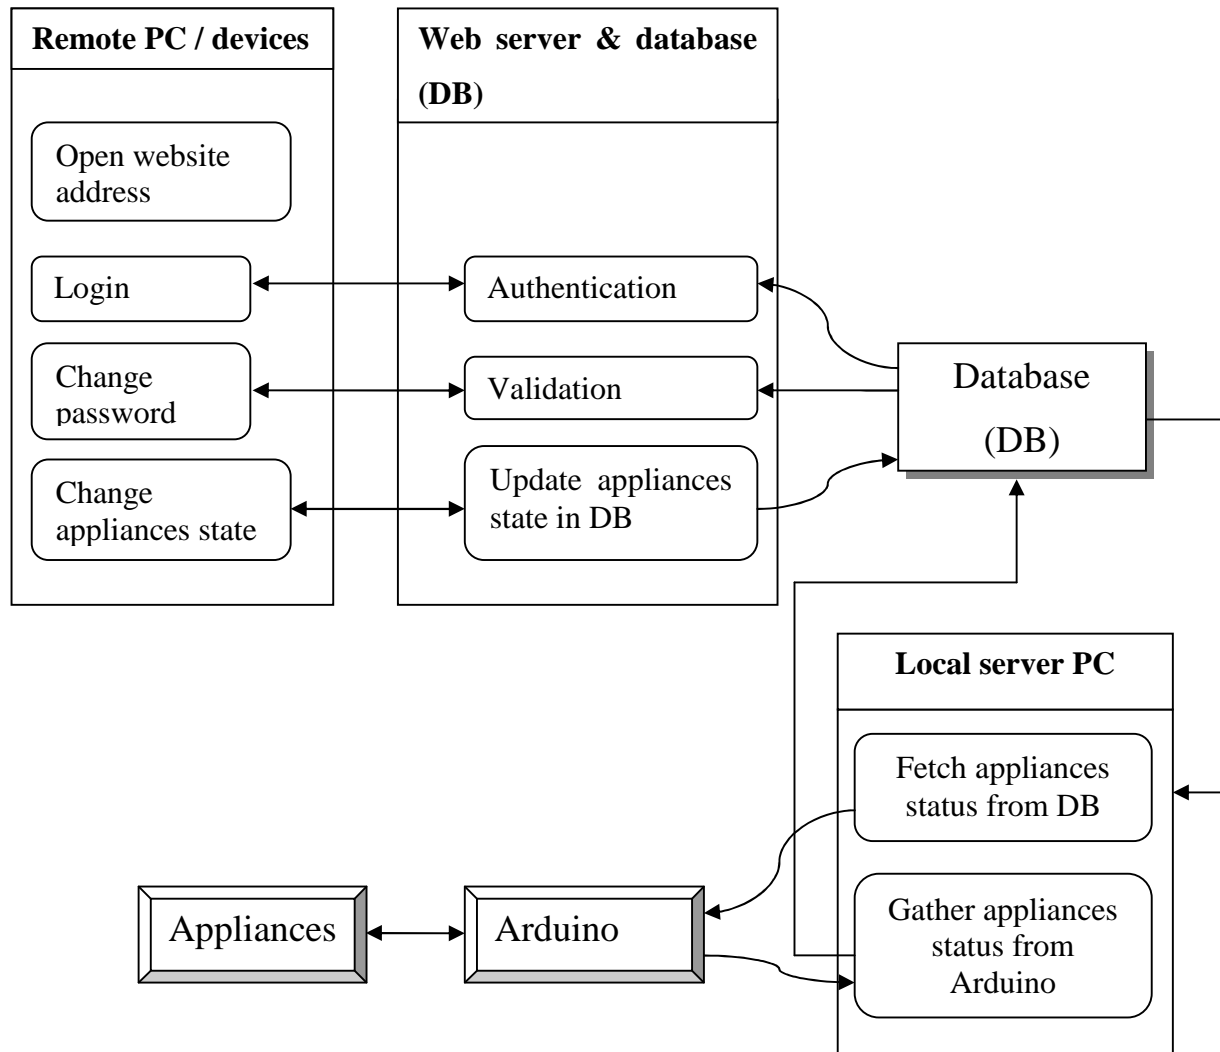 Remote PC / devices
Open website
address
Login
Change
password
Change
appliances state
Web server & database
(DB)
Authentication
Validation
Update appliances
state in DB
Database
(DB)
Local server PC
Fetch appliances
status from DB
Gather appliances
status from
Arduino
Appliances
Arduino